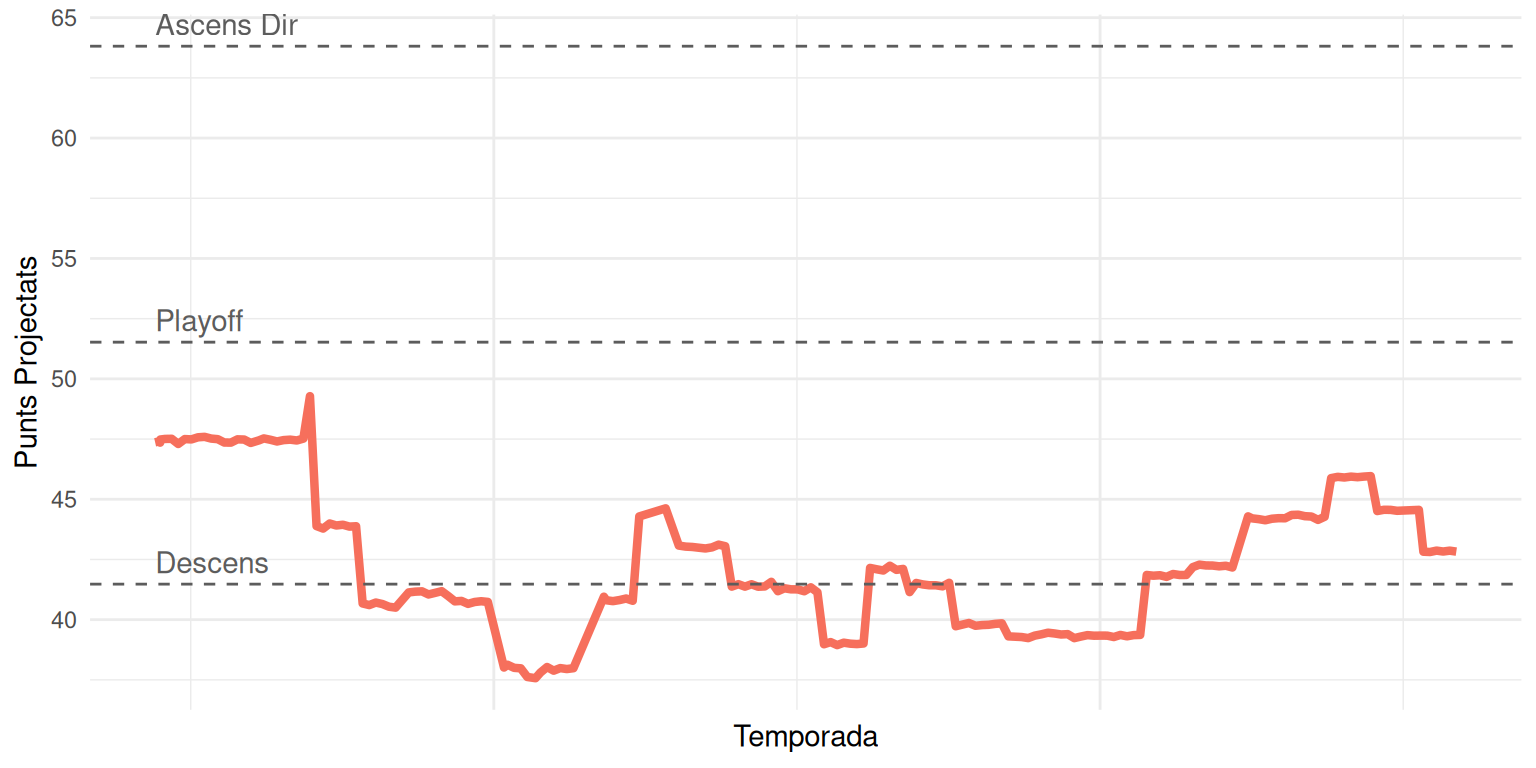 65
Ascens Dir
60
55
Playoff
50
45
Descens
40
Punts Projectats
Temporada